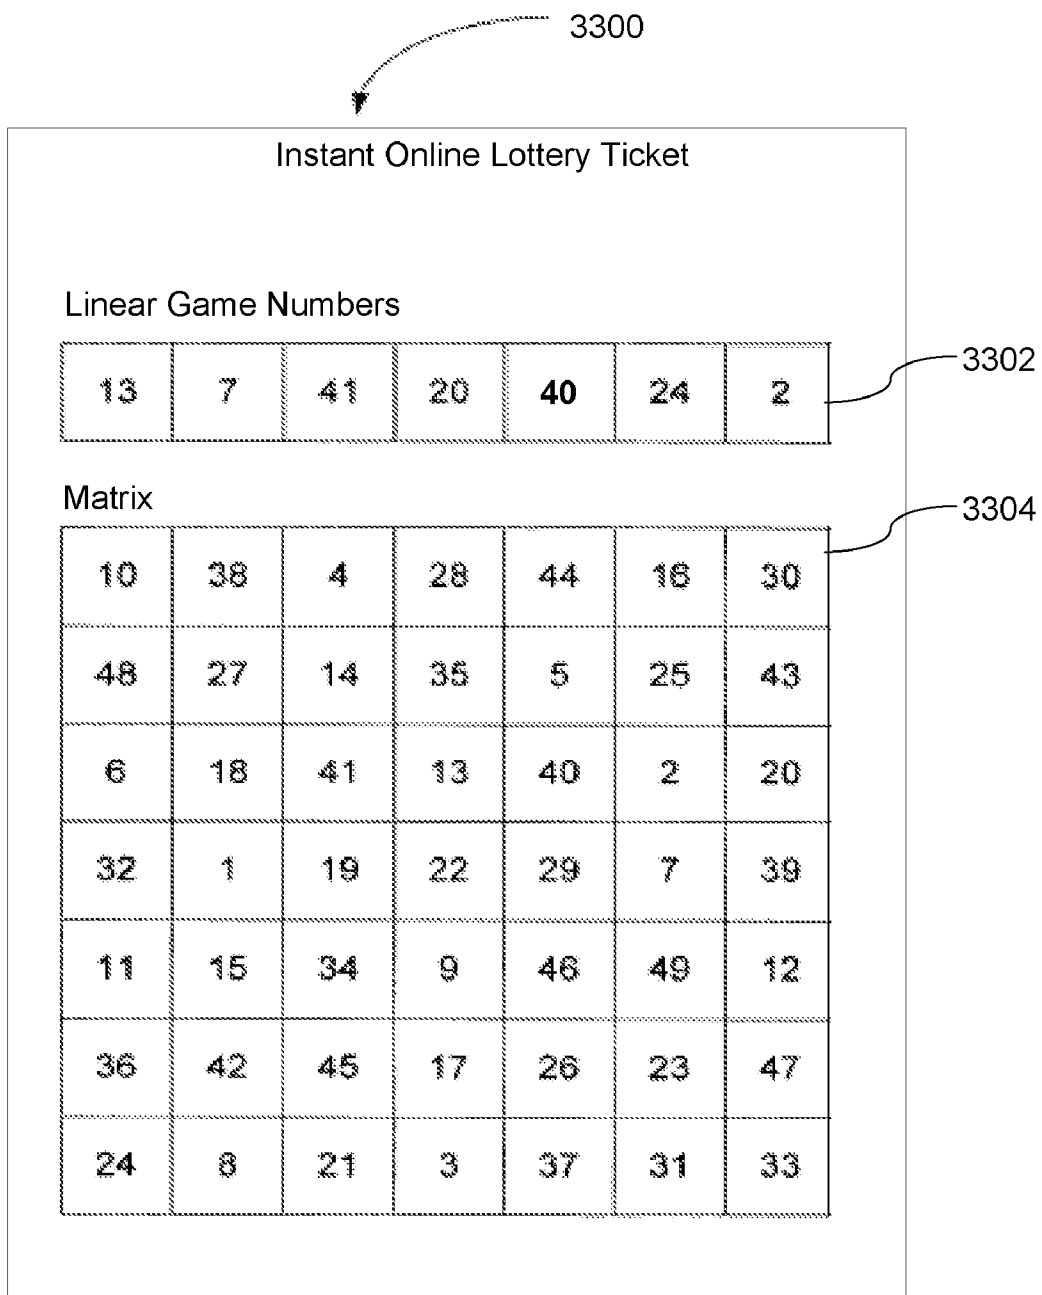 3300
Instant Online Lottery Ticket
Linear Game Numbers
13 7 41 20 40 24 2
3302
Matrix
3304
10 38 4 28 44 16 30
48 27 14 35 5 25 43
6 18 41 13 40 2 20
32 1 19 22 29 7 39
11 15 34 9 46 49 12
36 42 45 17 26 23 47
24 8 21 3 37 31 33